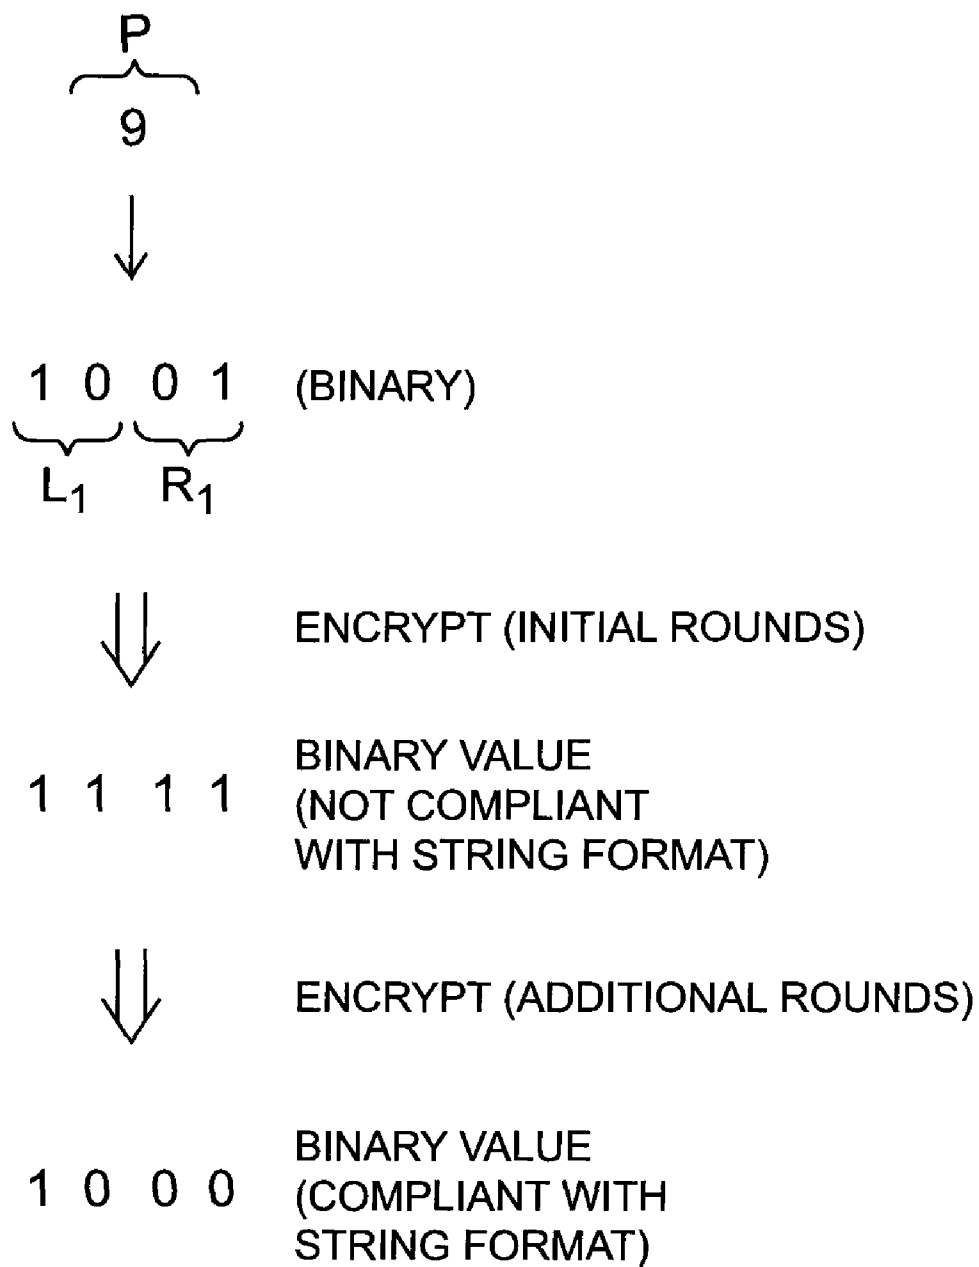 P
9
1 0 0 1 (BINARY)
L1 R1
ENCRYPT (INITIAL ROUNDS)
BINARY VALUE
1 1 1 1 (NOT COMPLIANT
WITH STRING FORMAT)
ENCRYPT (ADDITIONAL ROUNDS)
BINARY VALUE
1 0 0 0 (COMPLIANT WITH
STRING FORMAT)